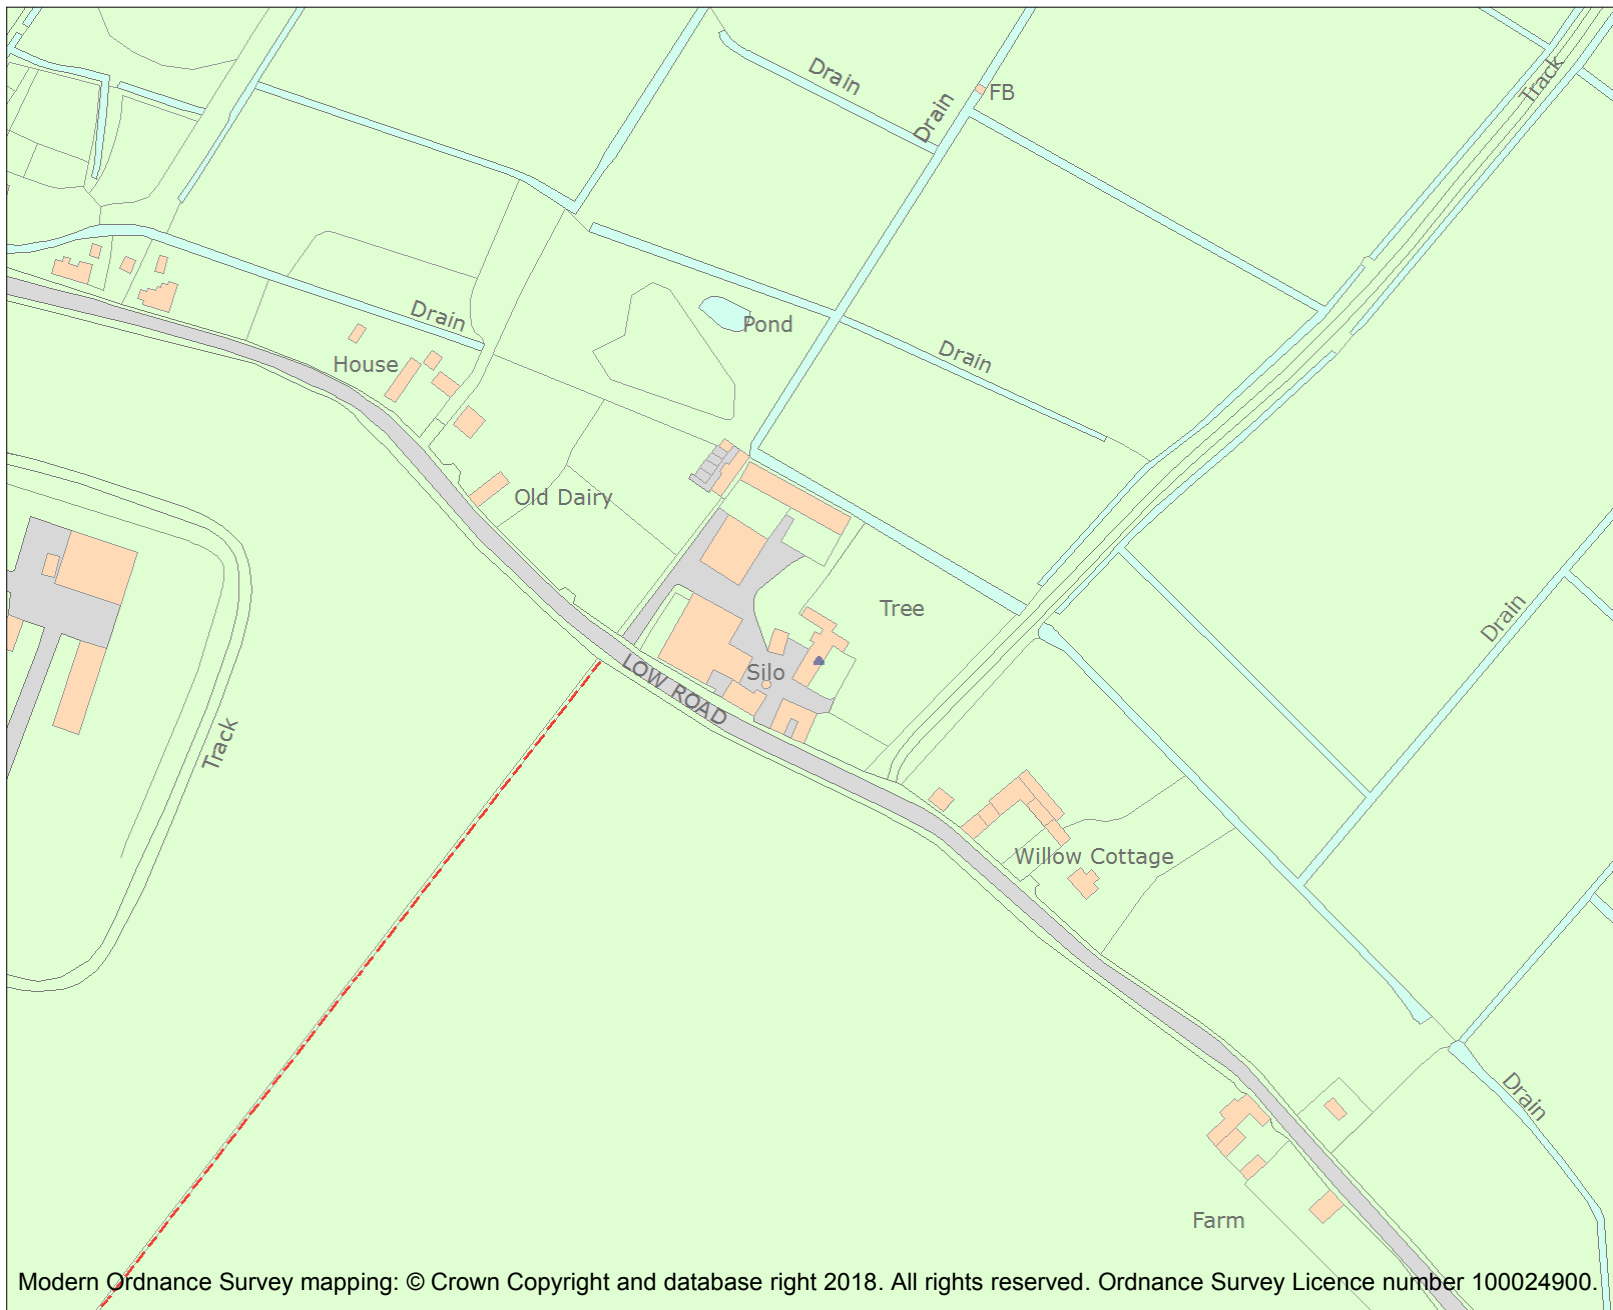 Drain
FB
Drain
Track
Drain
Pond
House
Drain
Old Dairy
Tree
Drain
Silo
LOW ROAD
Track
Willow Cottage
Drain
Farm
Modern Ordnance Survey mapping: © Crown Copyright and database right 2018. All rights reserved. Ordnance Survey Licence number 100024900.